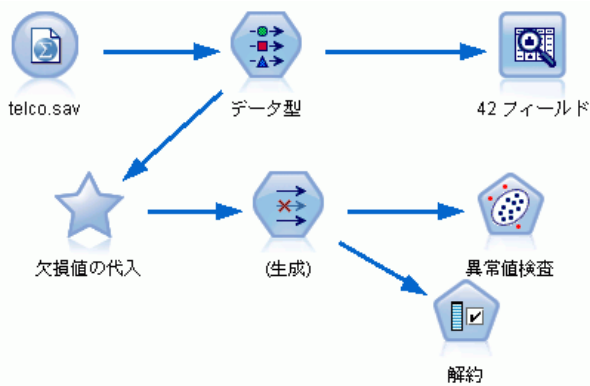 telco.sav
データ型
42 フィールド
欠損値の代入
(生成)
異常値検査
解約